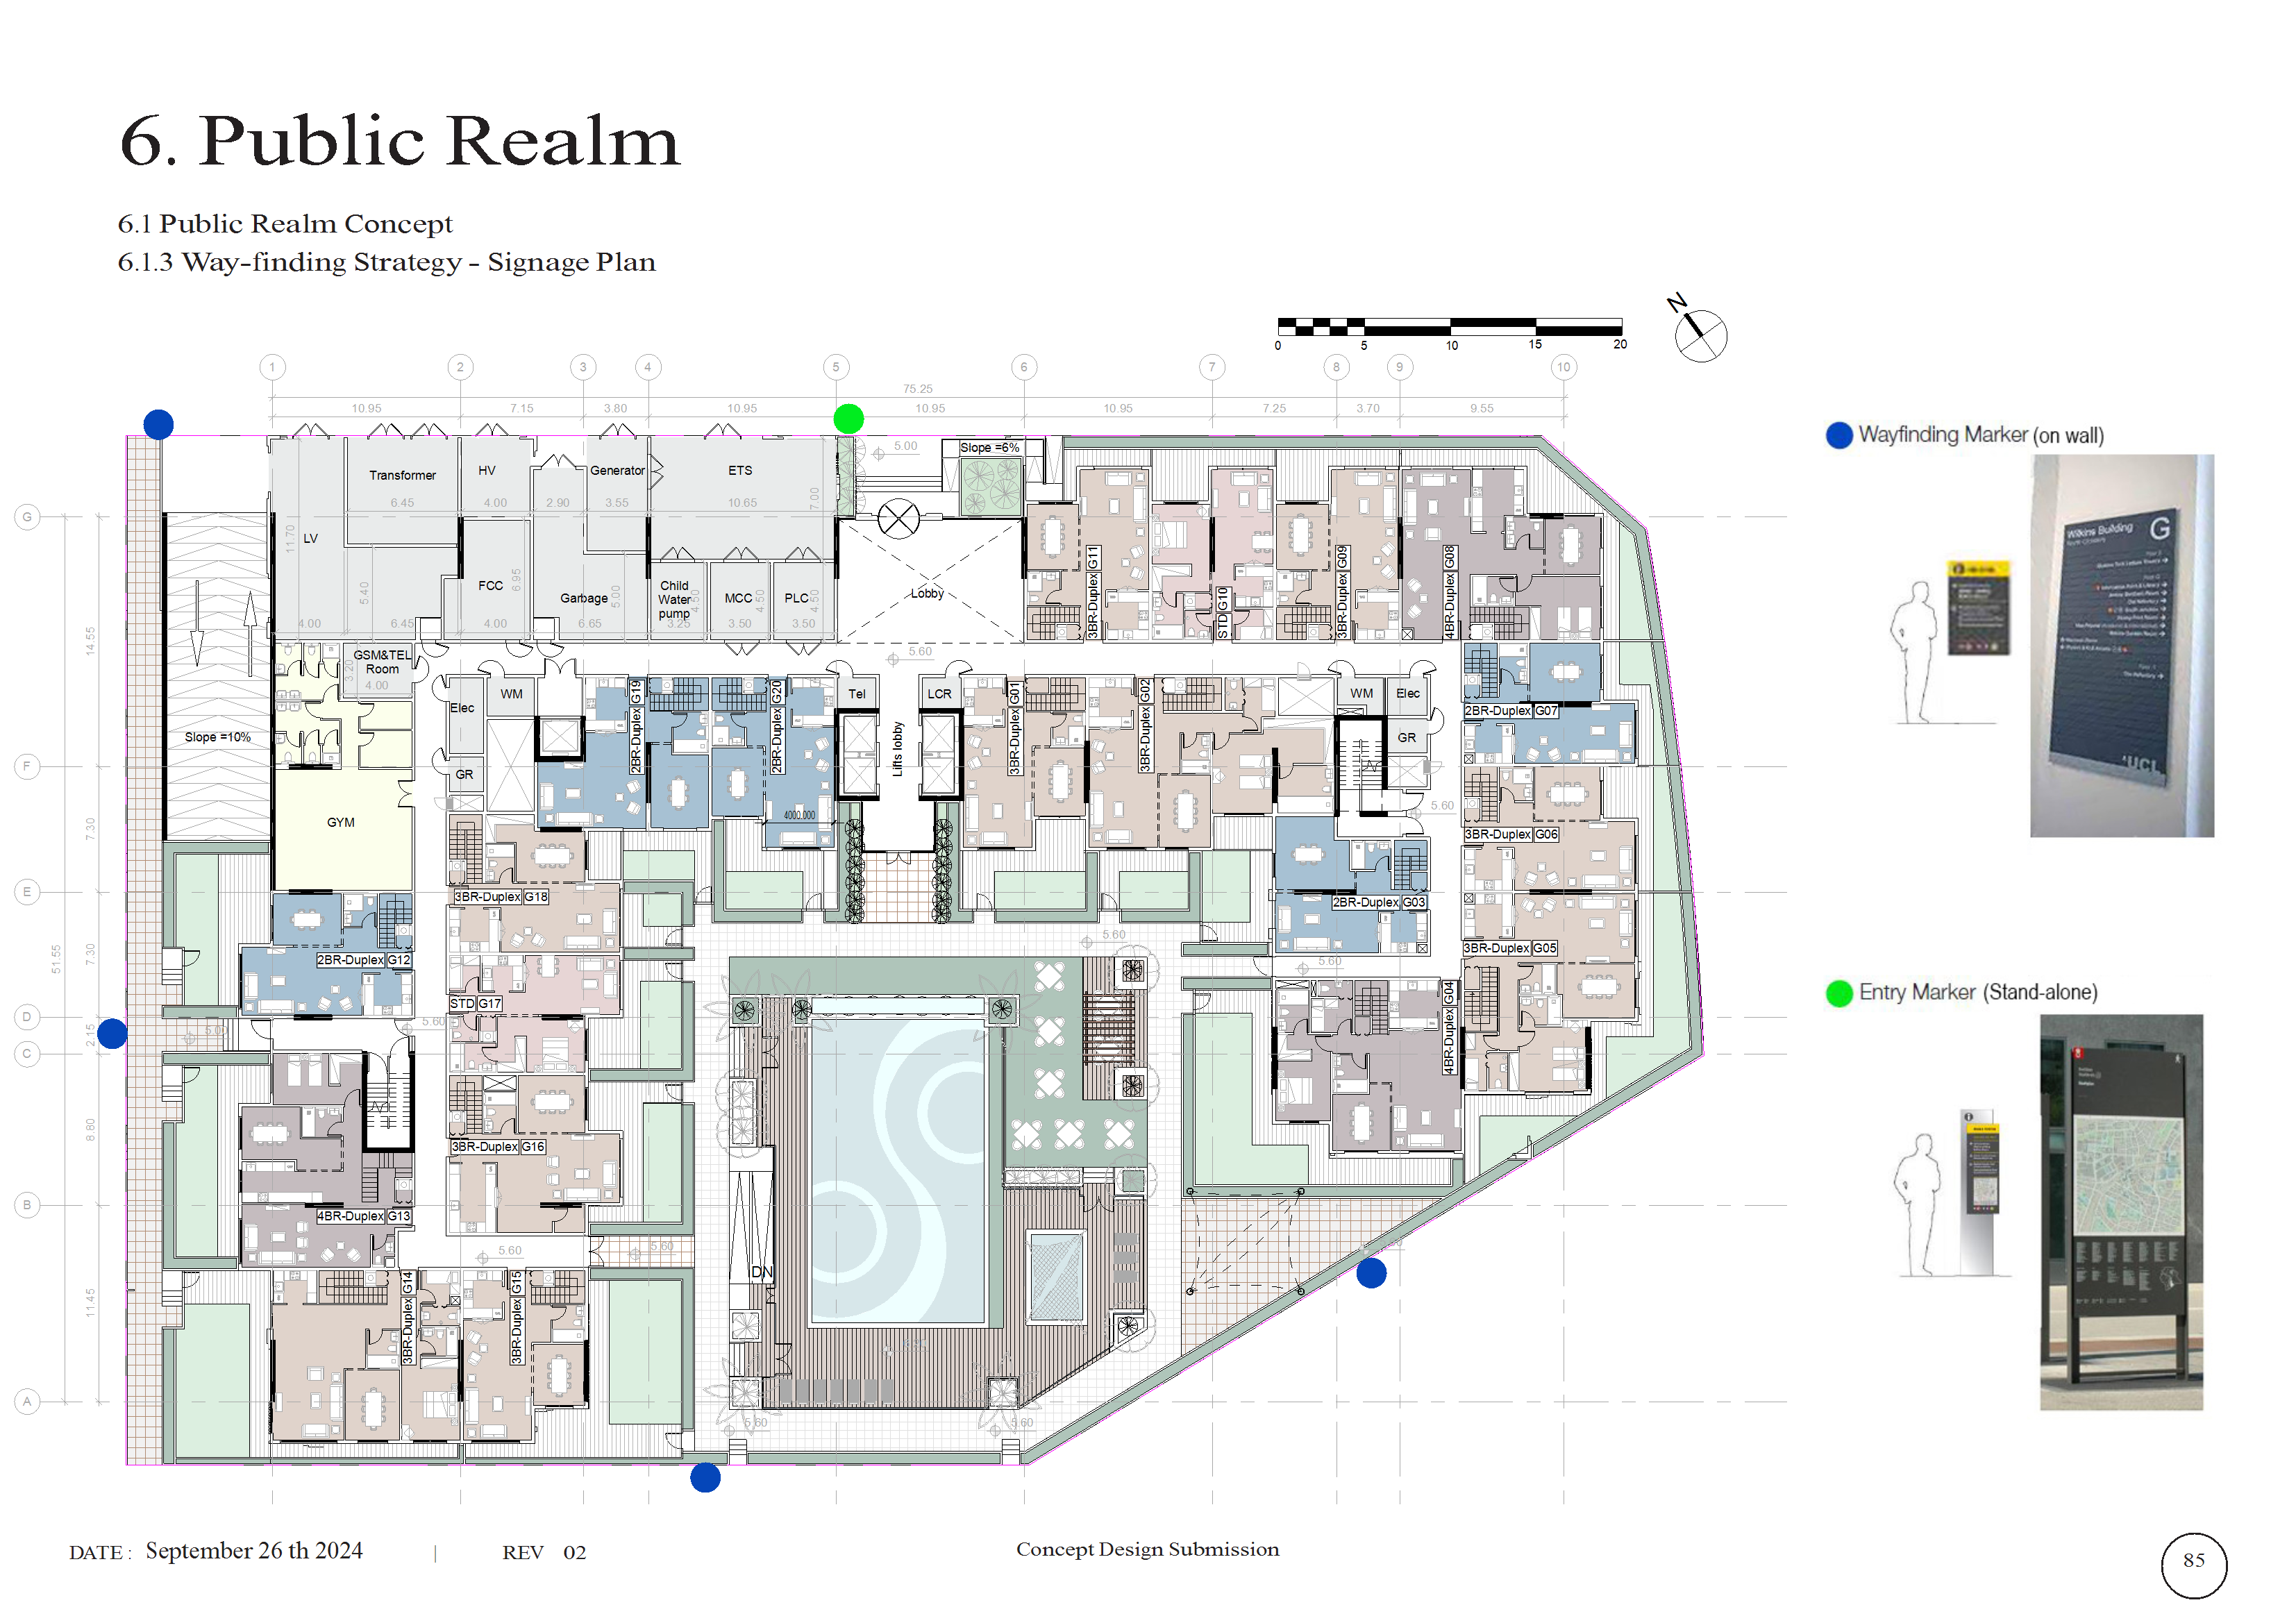 6. Public Realm
6.1 Public Realm Concept
6.1.3 Way-finding Strategy - Signage Plan
N
0 5 10 15 20
1 2 3 4 5 6 7 8 9 10
75.25
10.95 7.15 3.80 10.95 10.95 10.95 7.25 3.70 9.55
Wayfinding Marker (on wall)
Wilkins Building G
UCL
Entry Marker (Stand-alone)
G
F
E
D
C
B
A
51.55
14.55
7.30
7.30
2.15
8.80
11.45
Transformer
6.45
HV
4.00
2.90
Generator
3.55
ETS
10.65
7.00
5.00
Slope =6%
LV
11.70
5.40
4.00
6.45
FCC
6.95
4.00
Garbage
5.00
6.65
Child
Water
pump
4.50
3.25
MCC
4.50
3.50
PLC
4.50
3.50
Lobby
5.60
3BR-Duplex G11
STD G10
3BR-Duplex G09
4BR-Duplex G08
GSM&TEL
Room
3.20
4.00
Slope =10%
Elec
WM
GR
GYM
2BR-Duplex G19
2BR-Duplex G20
4000.000
Tel
LCR
Lifts lobby
3BR-Duplex G01
3BR-Duplex G02
WM
Elec
GR
5.60
2BR-Duplex G07
3BR-Duplex G06
3BR-Duplex G05
2BR-Duplex G03
5.60
4BR-Duplex G04
3BR-Duplex G18
2BR-Duplex G12
STD G17
5.00
5.60
5.60
3BR-Duplex G16
4BR-Duplex G13
5.60
5.60
DN
3BR-Duplex G14
3BR-Duplex G15
5.60
5.60
DATE : September 26 th 2024 | REV 02
Concept Design Submission
85